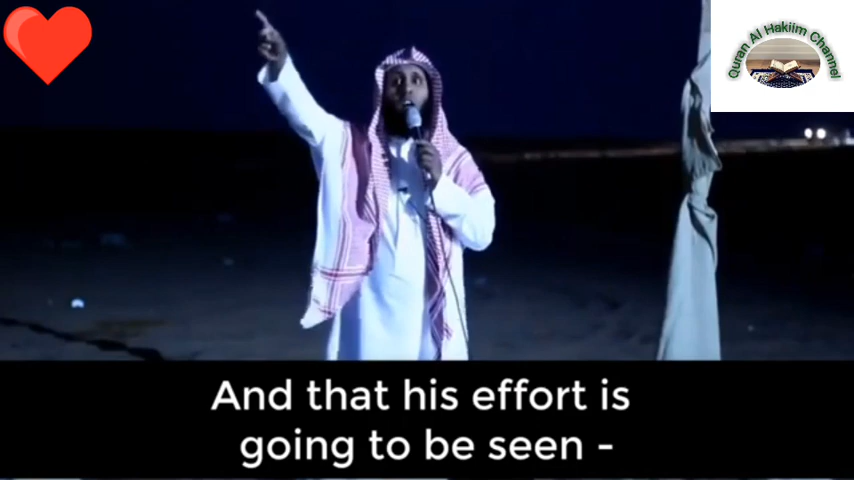 Quran Al Hakiim Channel
And that his effort is
going to be seen -